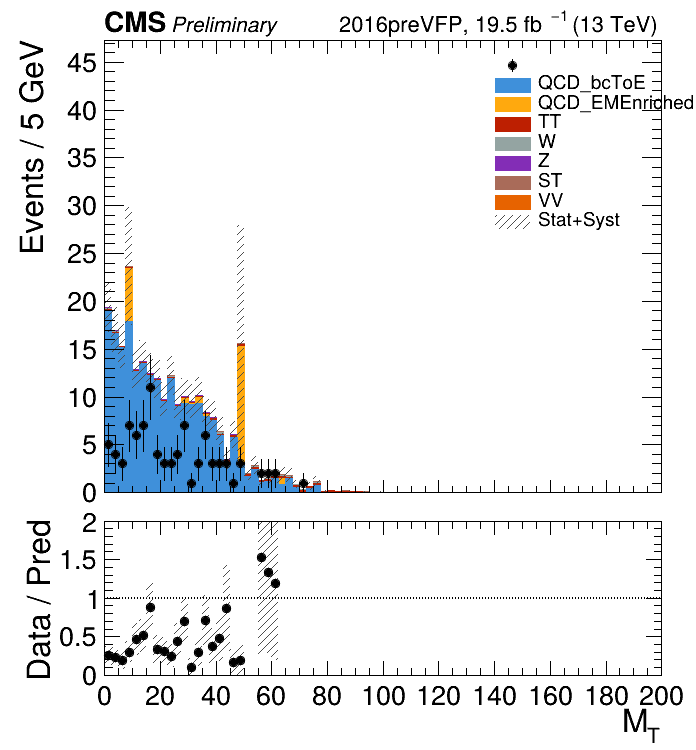 CMS Preliminary 2016preVFP, 19.5 fb⁻¹ (13 TeV)
Events / 5 GeV
45
40
35
30
25
20
15
10
5
0
QCD_bcToE
QCD_EMEnriched
TT
W
Z
ST
VV
Stat+Syst
Data / Pred
2
1.5
1
0.5
0
0 20 40 60 80 100 120 140 160 180 200
M_T